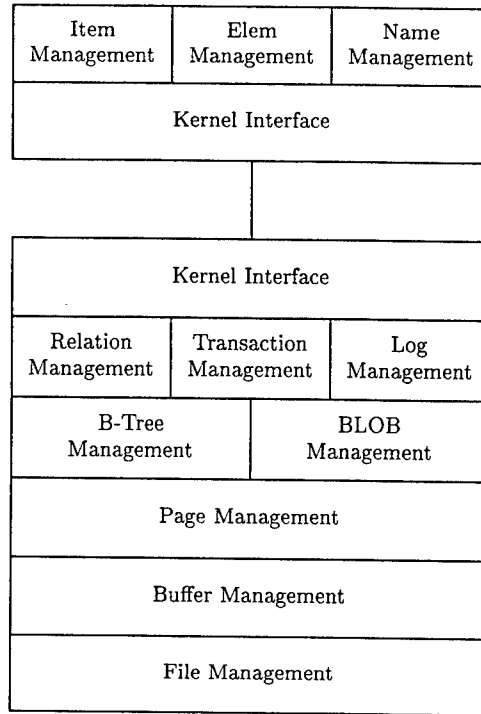 Item
Management
Elem
Management
Name
Management
Kernel Interface
Kernel Interface
Relation
Management
Transaction
Management
Log
Management
B-Tree
Management
BLOB
Management
Page Management
Buffer Management
File Management